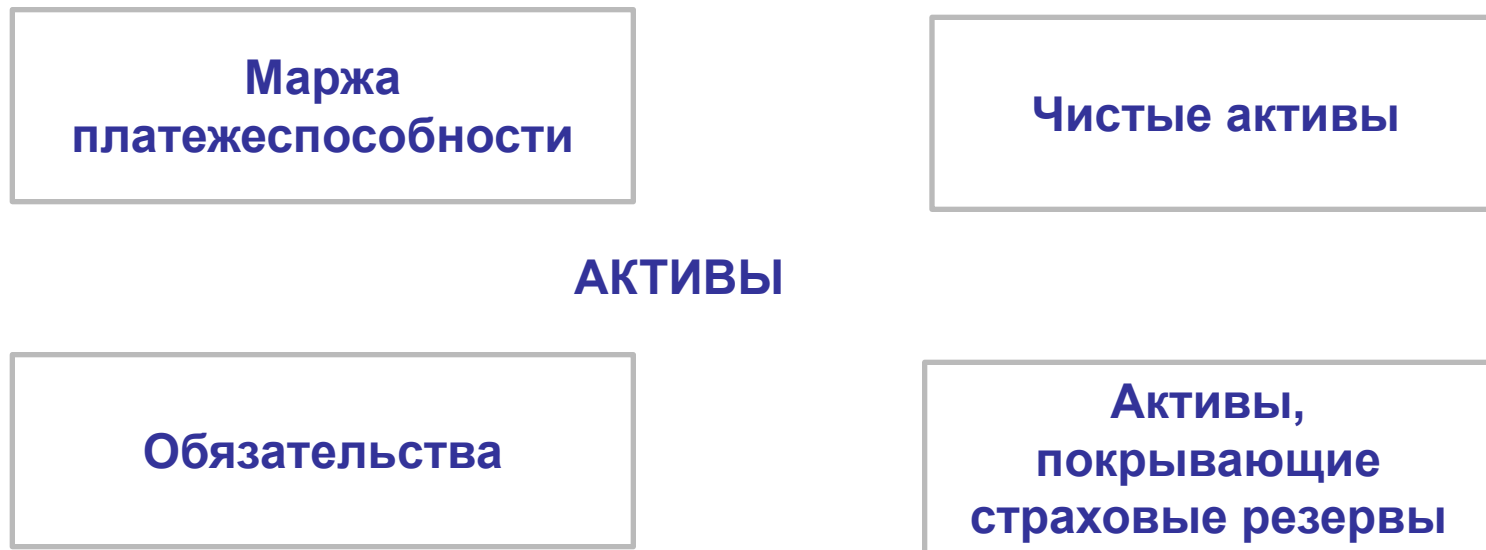 Маржа
платежеспособности
Чистые активы
АКТИВЫ
Обязательства
Активы,
покрывающие
страховые резервы